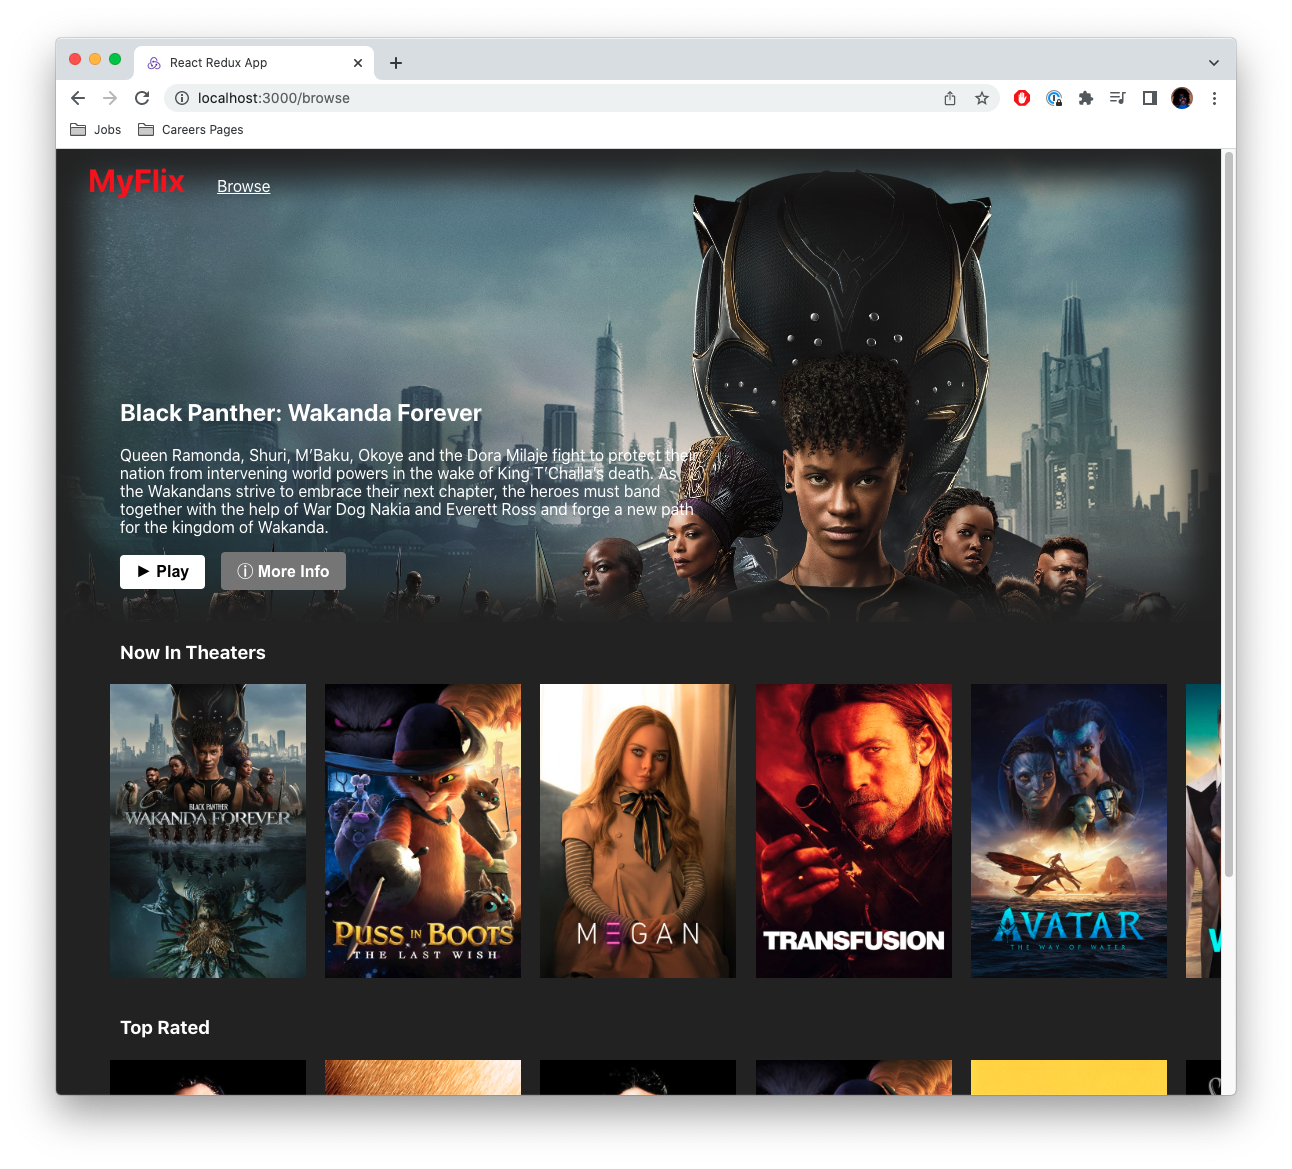 React Redux App
localhost:3000/browse
Jobs
Careers Pages
MyFlix
Browse
Black Panther: Wakanda Forever
Queen Ramonda, Shuri, M’Baku, Okoye and the Dora Milaje fight to protect their
nation from intervening world powers in the wake of King T’Challa’s death. As
the Wakandans strive to embrace their next chapter, the heroes must band
together with the help of War Dog Nakia and Everett Ross and forge a new path
for the kingdom of Wakanda.
Play
More Info
Now In Theaters
BLACK PANTHER
WAKANDA FOREVER
PUSS IN BOOTS
THE LAST WISH
M Ξ GAN
TRANSFUSION
AVATAR
THE WAY OF WATER
Top Rated